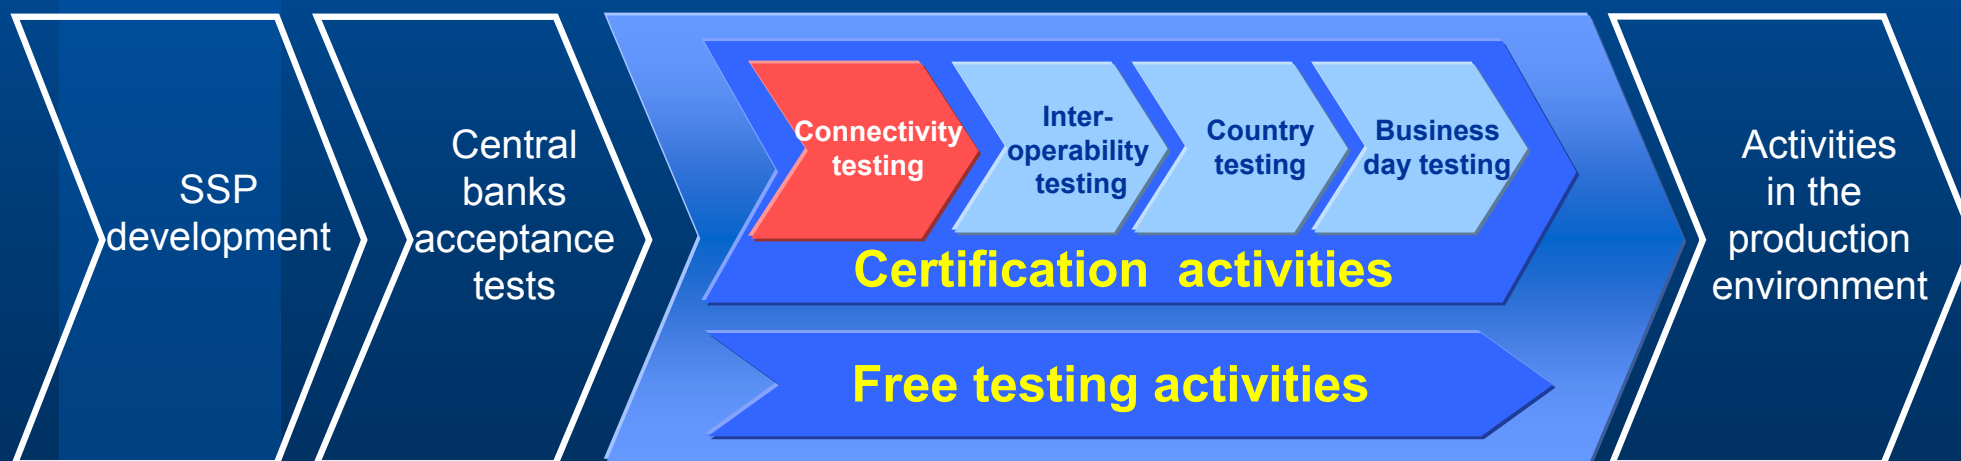 SSP
development
Central
banks
acceptance
tests
Connectivity
testing
Inter-
operability
testing
Country
testing
Business
day testing
Certification activities
Free testing activities
Activities
in the
production
environment